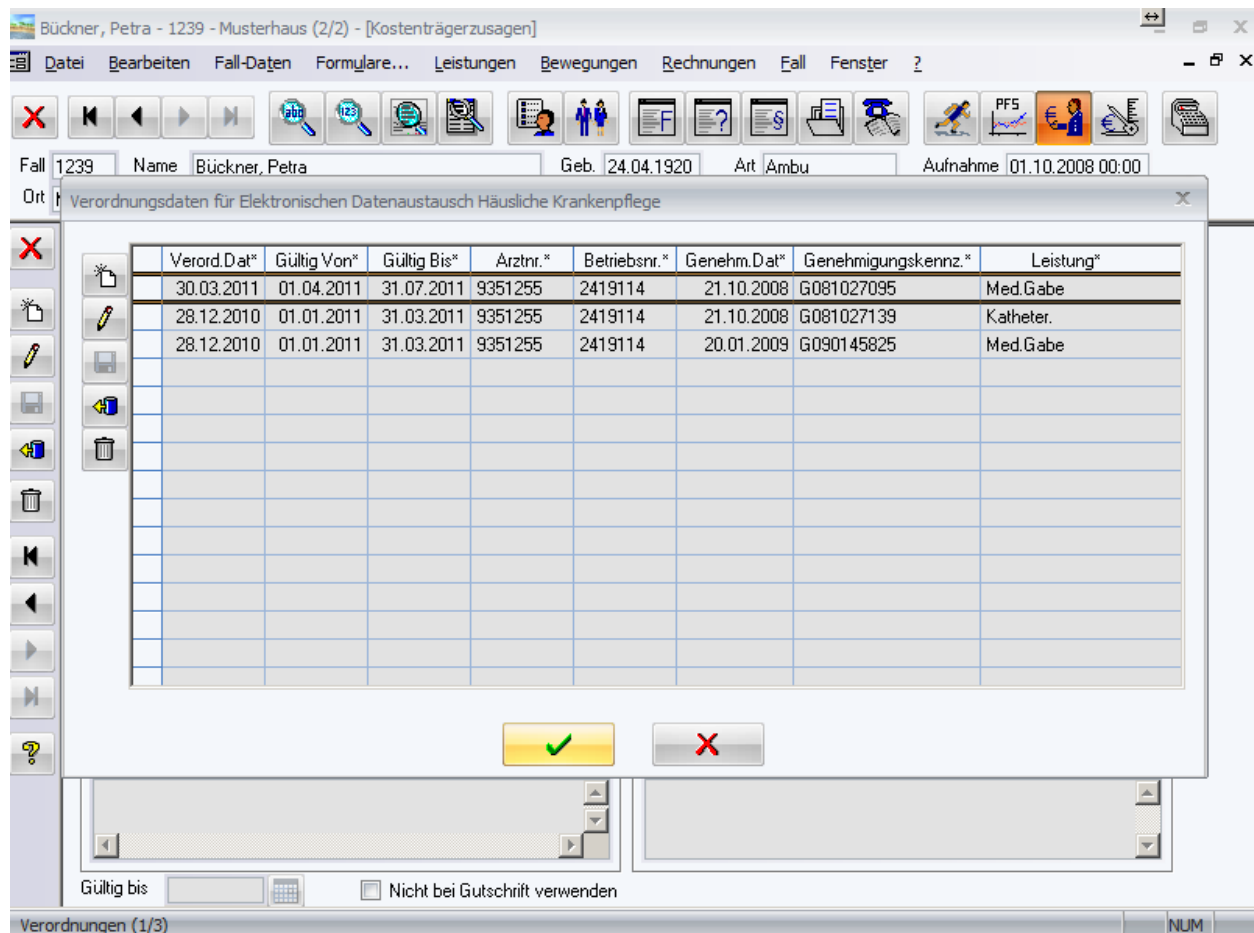 Bückner, Petra - 1239 - Musterhaus (2/2) - [Kostenträgerzusagen]
Datei Bearbeiten Fall-Daten Formulare... Leistungen Bewegungen Rechnungen Fall Fenster ?
abc 123 F ? § PFS € €
Fall 1239 Name Bückner, Petra Geb. 24.04.1920 Art Ambu Aufnahme 01.10.2008 00:00
Ort
Verordnungsdaten für Elektronischen Datenaustausch Häusliche Krankenpflege
Verord.Dat* Gültig Von* Gültig Bis* Arztnr.* Betriebsnr.* Genehm.Dat* Genehmigungskennz.* Leistung*
30.03.2011 01.04.2011 31.07.2011 9351255 2419114 21.10.2008 G081027095 Med.Gabe
28.12.2010 01.01.2011 31.03.2011 9351255 2419114 21.10.2008 G081027139 Katheter.
28.12.2010 01.01.2011 31.03.2011 9351255 2419114 20.01.2009 G090145825 Med.Gabe
Gültig bis Nicht bei Gutschrift verwenden
Verordnungen (1/3) NUM